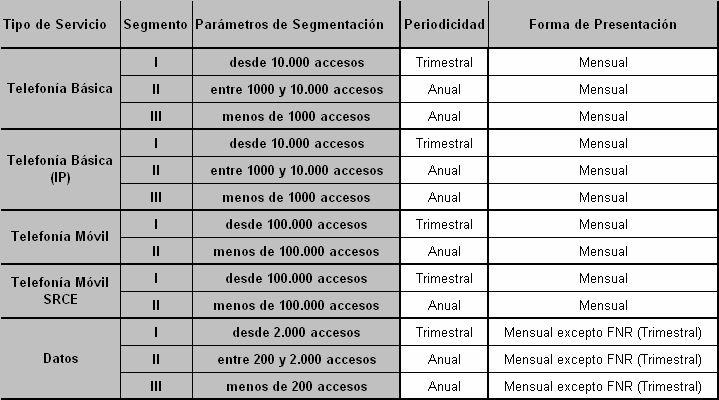 Tipo de Servicio Segmento Parámetros de Segmentación Periodicidad Forma de Presentación
Telefonía Básica
I desde 10.000 accesos Trimestral Mensual
II entre 1000 y 10.000 accesos Anual Mensual
III menos de 1000 accesos Anual Mensual
Telefonía Básica
(IP)
I desde 10.000 accesos Trimestral Mensual
II entre 1000 y 10.000 accesos Anual Mensual
III menos de 1000 accesos Anual Mensual
Telefonía Móvil
I desde 100.000 accesos Trimestral Mensual
II menos de 100.000 accesos Anual Mensual
Telefonía Móvil
SRCE
I desde 100.000 accesos Trimestral Mensual
II menos de 100.000 accesos Anual Mensual
Datos
I desde 2.000 accesos Trimestral Mensual excepto FNR (Trimestral)
II entre 200 y 2.000 accesos Anual Mensual excepto FNR (Trimestral)
III menos de 200 accesos Anual Mensual excepto FNR (Trimestral)